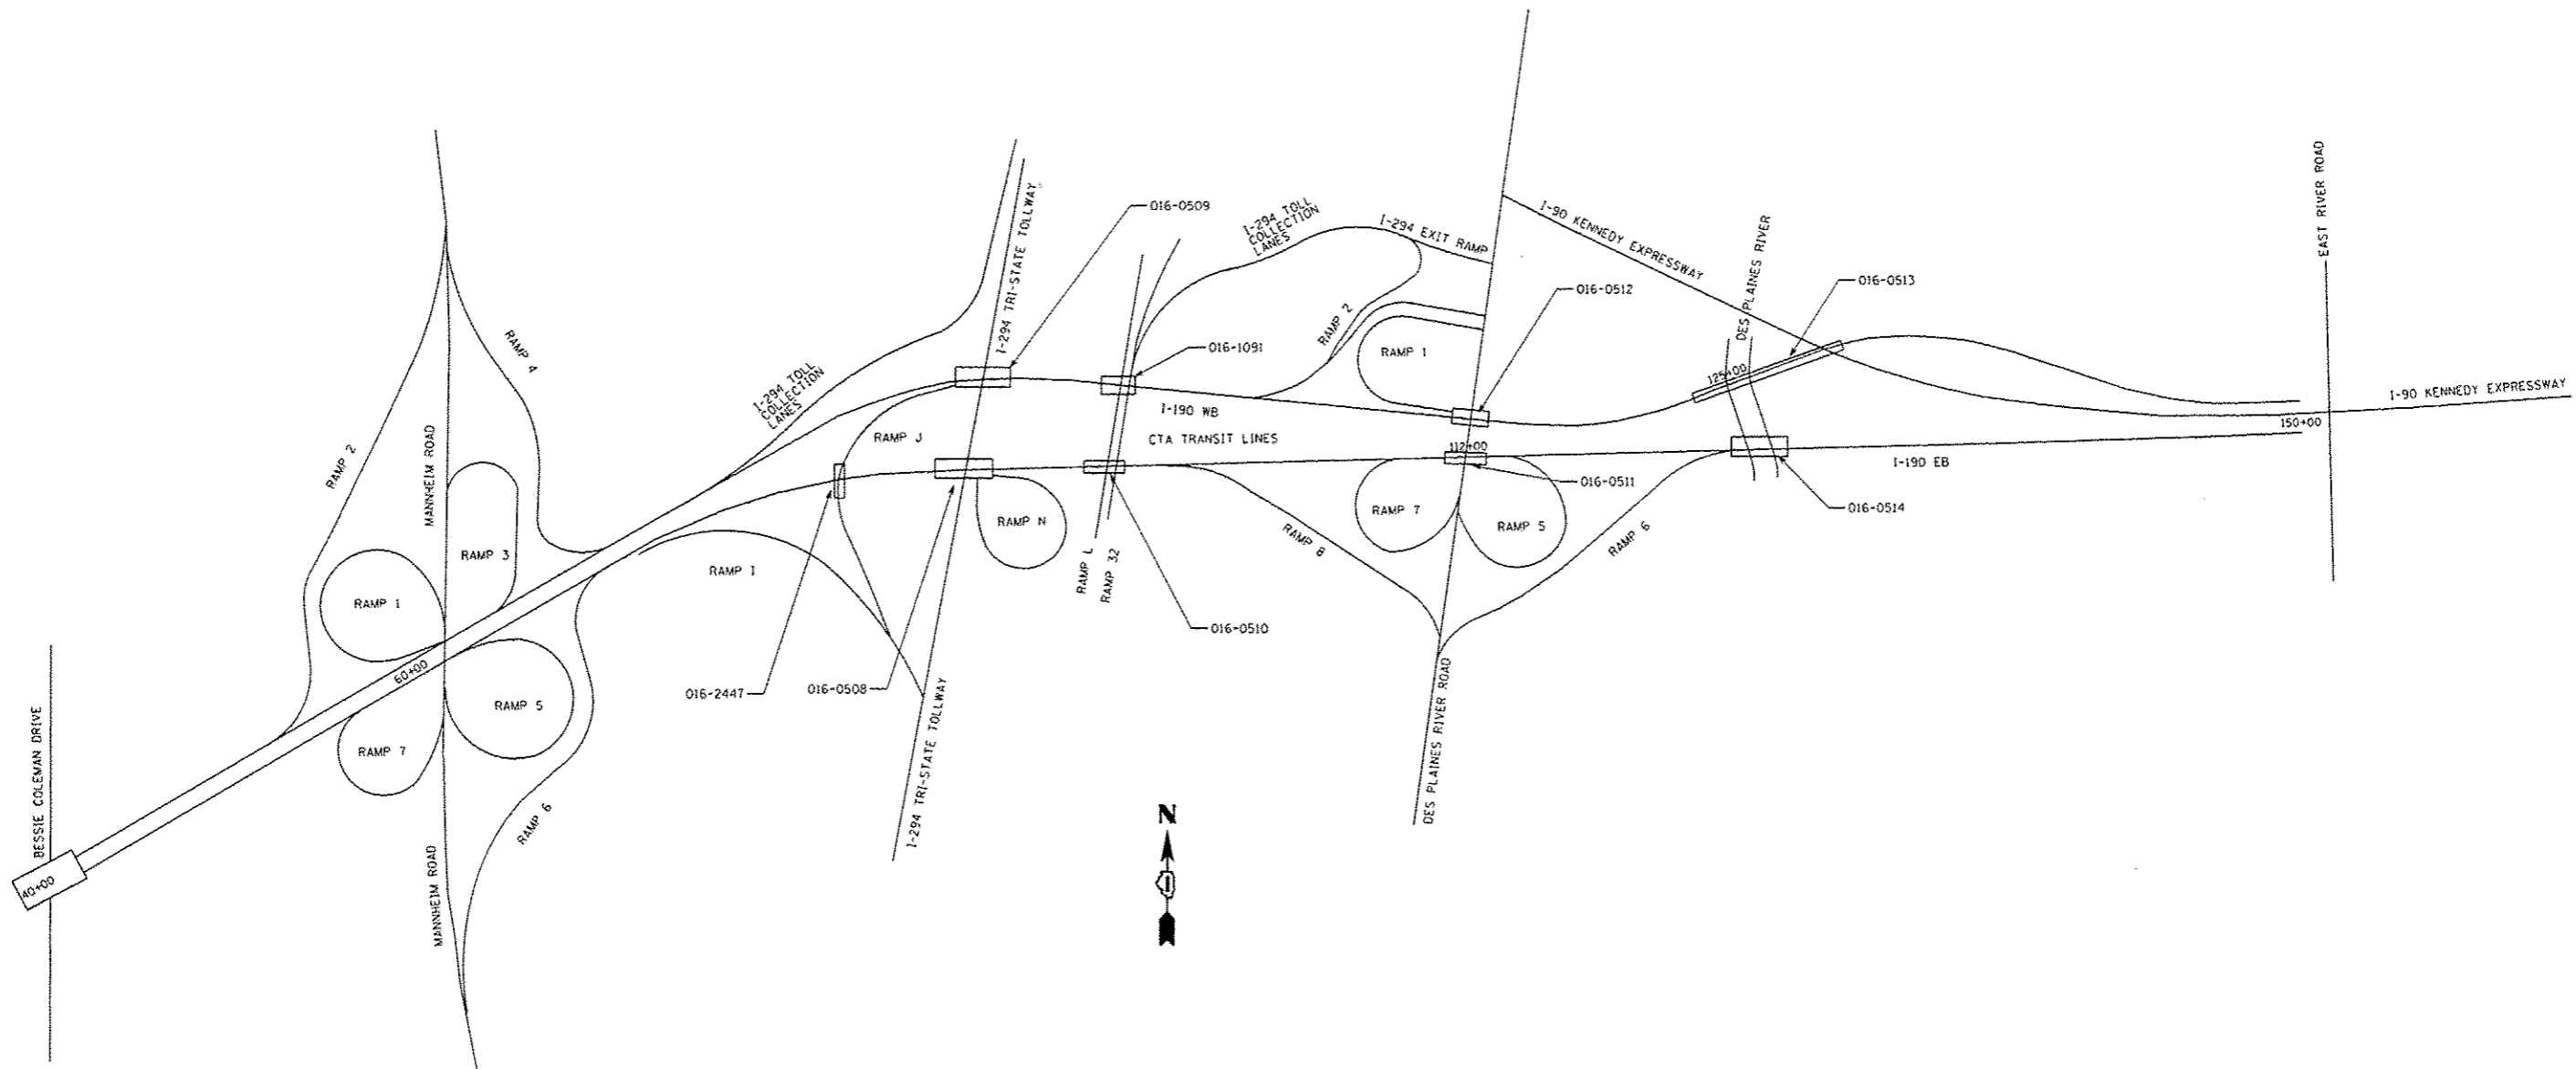 BESSIE COLEMAN DRIVE
40+00
RAMP 2
MANNHEIM ROAD
RAMP 4
RAMP 3
RAMP 1
60+00
RAMP 7
RAMP 5
RAMP 6
MANNHEIM ROAD
I-294 TOLL
COLLECTION
LANES
RAMP I
RAMP J
016-2447
016-0508
I-294 TRI-STATE TOLLWAY
I-294 TRI-STATE TOLLWAY
016-0509
RAMP N
RAMP L
RAMP 32
016-1091
I-190 WB
CTA TRANSIT LINES
016-0510
N
I-294 TOLL
COLLECTION
LANES
I-294 EXIT RAMP
RAMP 2
RAMP 1
016-0512
112+00
016-0511
RAMP 7
RAMP 5
RAMP 8
RAMP 6
DES PLAINES RIVER ROAD
I-90 KENNEDY EXPRESSWAY
DES PLAINES RIVER
016-0513
125+00
016-0514
I-190 EB
EAST RIVER ROAD
150+00
I-90 KENNEDY EXPRESSWAY